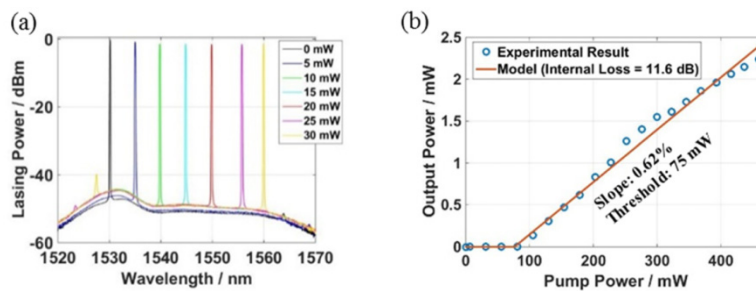 (a)
0
-20
-40
-60
Lasing Power / dBm
1520 1530 1540 1550 1560 1570
Wavelength / nm
0 mW
5 mW
10 mW
15 mW
20 mW
25 mW
30 mW
(b)
2.5
2
1.5
1
0.5
0
Output Power / mW
0 100 200 300 400
Pump Power / mW
Experimental Result
Model (Internal Loss = 11.6 dB)
Slope: 0.62%
Threshold: 75 mW